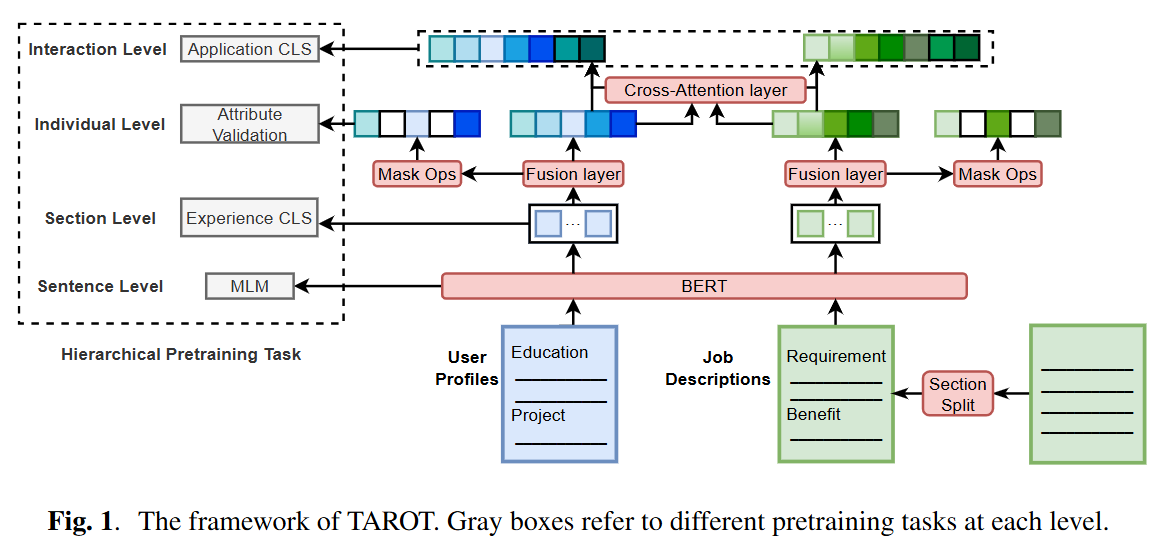 Interaction Level
Application CLS
Cross-Attention layer
Individual Level
Attribute
Validation
Mask Ops
Fusion layer
Fusion layer
Mask Ops
Section Level
Experience CLS
...
...
Sentence Level
MLM
BERT
Hierarchical Pretraining Task
User
Profiles
Education
Project
Job
Descriptions
Requirement
Benefit
Section
Split
Fig. 1. The framework of TAROT. Gray boxes refer to different pretraining tasks at each level.